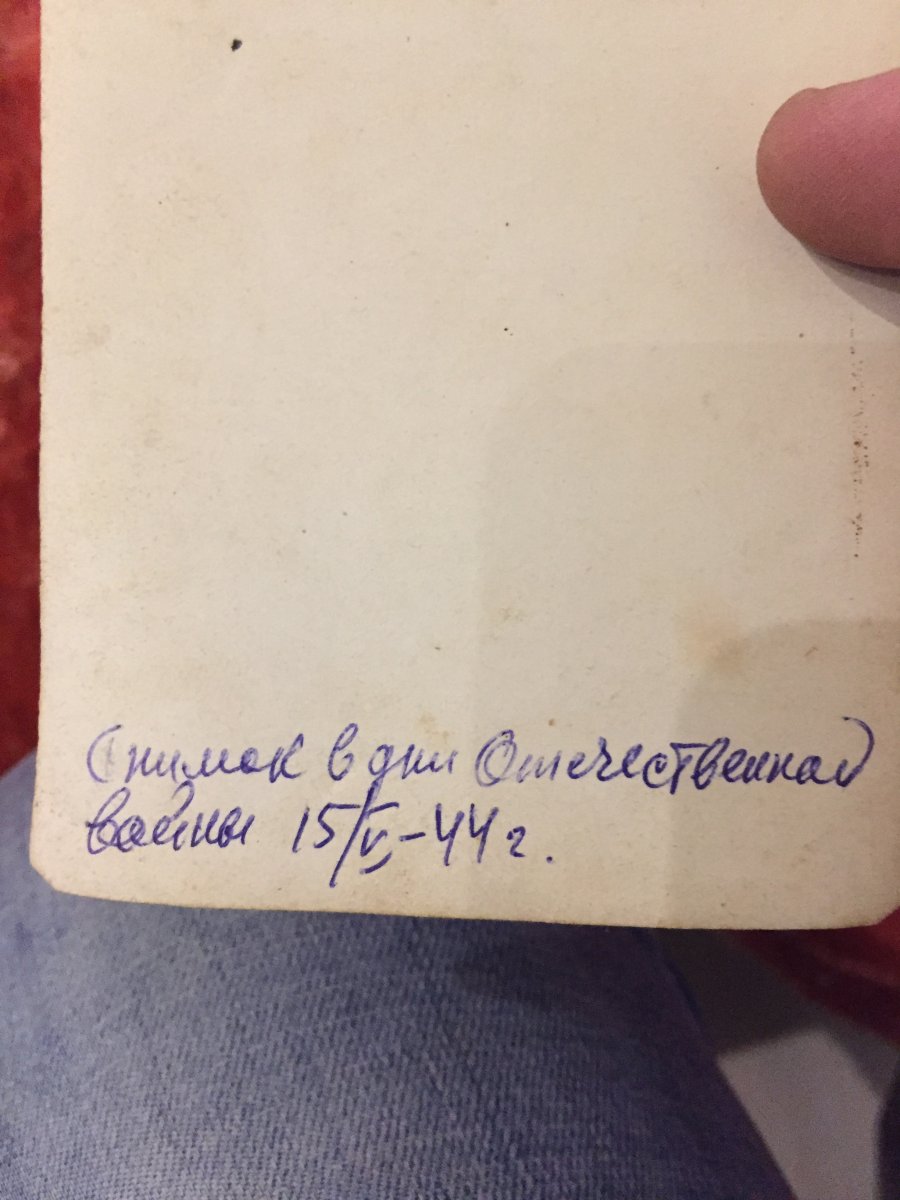 Снимок в дни Отечественной
войны 15/V-44 г.